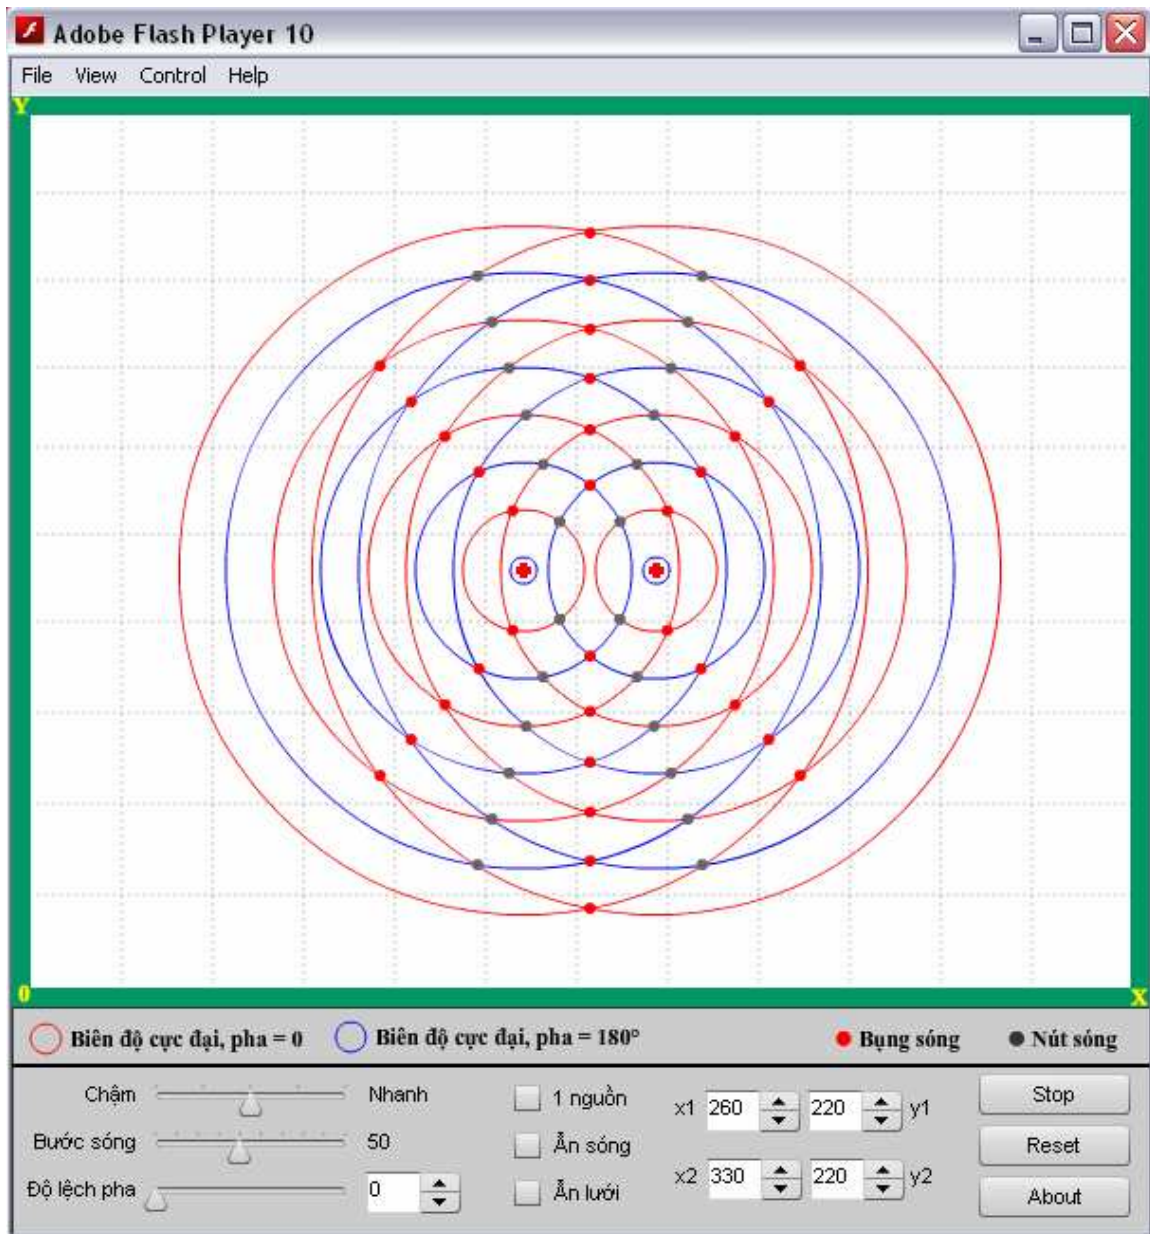 Adobe Flash Player 10
File View Control Help
Y
0
X
Biên độ cực đại, pha = 0 Biên độ cực đại, pha = 180° Bụng sóng Nút sóng
Chậm Nhanh 1 nguồn x1 260 220 y1 Stop
Bước sóng 50 Ẩn sóng Reset
Độ lệch pha 0 Ẩn lưới x2 330 220 y2 About